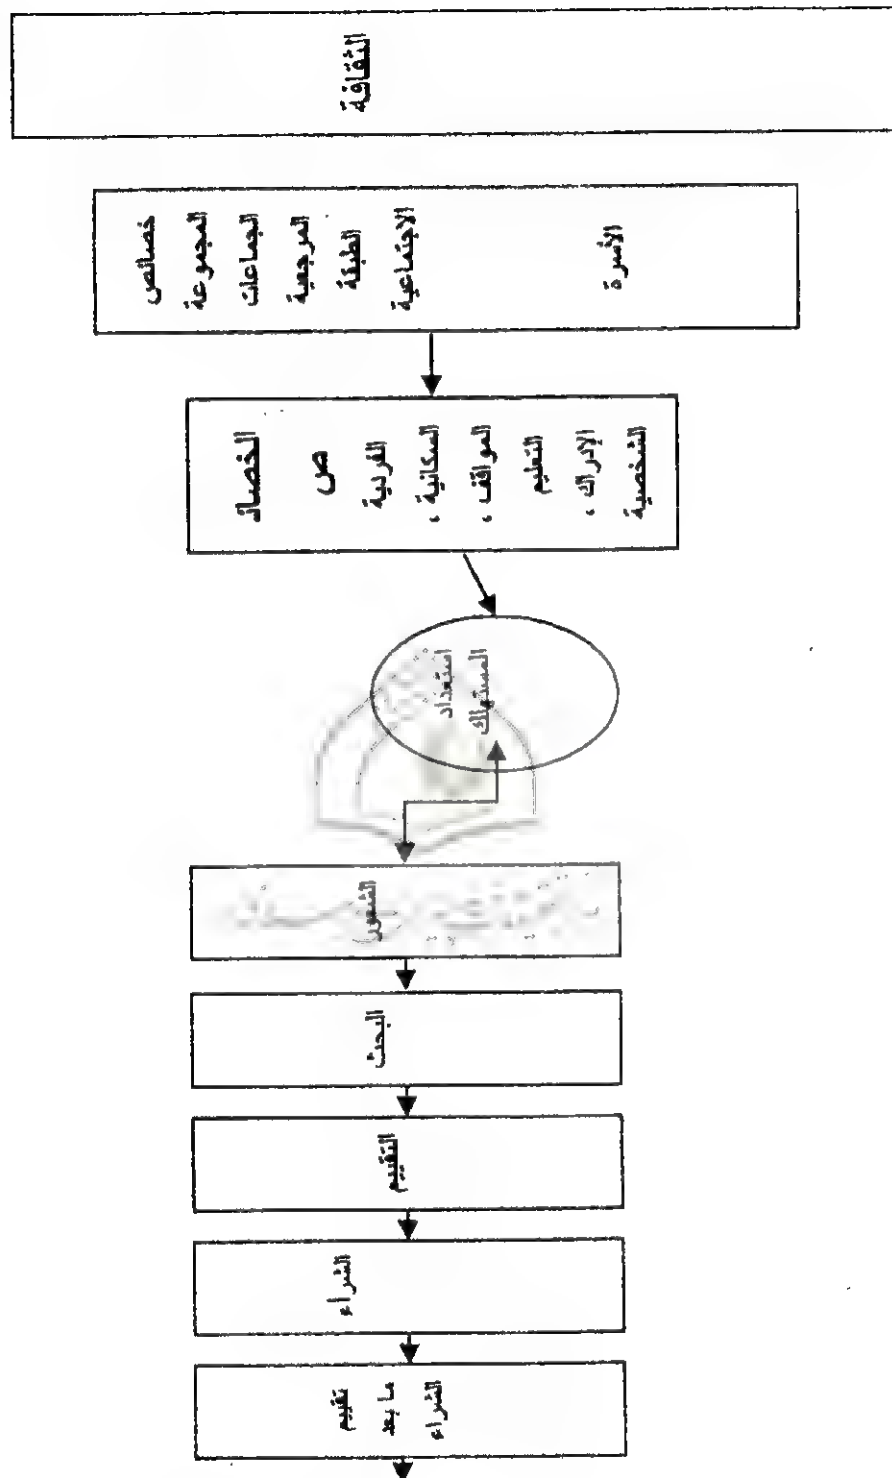 الثقافة
خصائص
المجموعة
الجماعات
المرجعية
الطبقة
الاجتماعية
الأسرة
الخصائ
ص
الفردية
السكانية ،
المواقف ،
التعليم
الإدراك ،
الشخصية
استعداد
المستهلك
الشعور
البحث
التقييم
الشراء
تقييم
ما بعد
الشراء